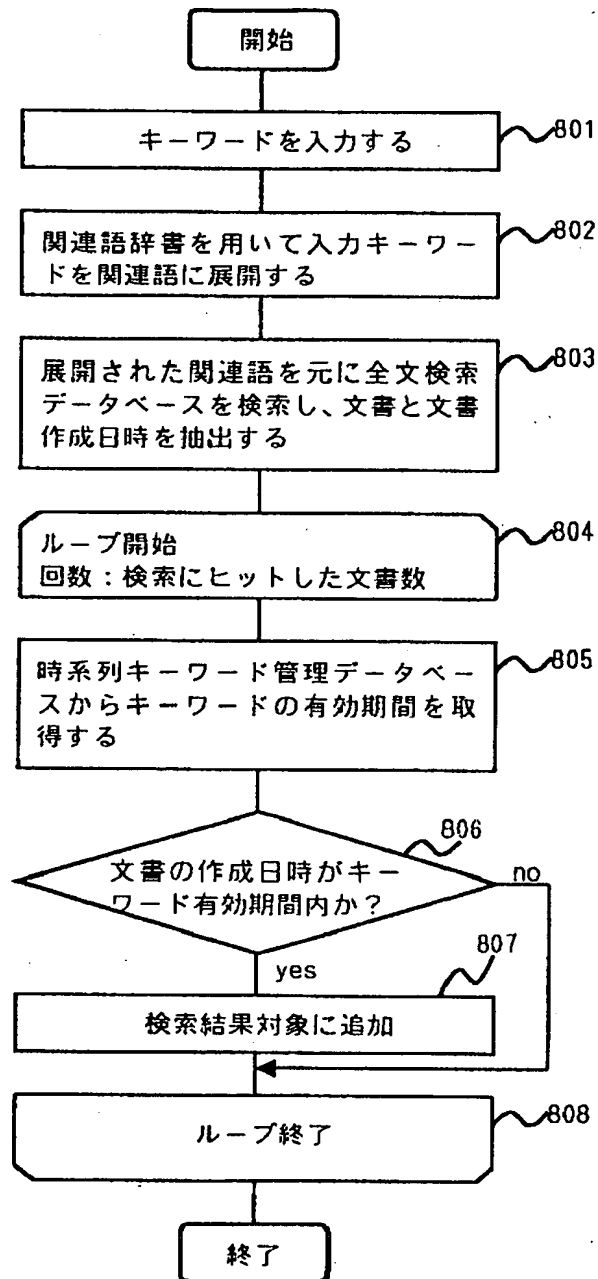 開始
キーワードを入力する
801
関連語辞書を用いて入力キーワー
ドを関連語に展開する
802
展開された関連語を元に全文検索
データベースを検索し、文書と文書
作成日時を抽出する
803
ループ開始
回数：検索にヒットした文書数
804
時系列キーワード管理データベー
スからキーワードの有効期間を取
得する
805
806
文書の作成日時がキー
ワード有効期間内か？
no
yes
807
検索結果対象に追加
ループ終了
808
終了